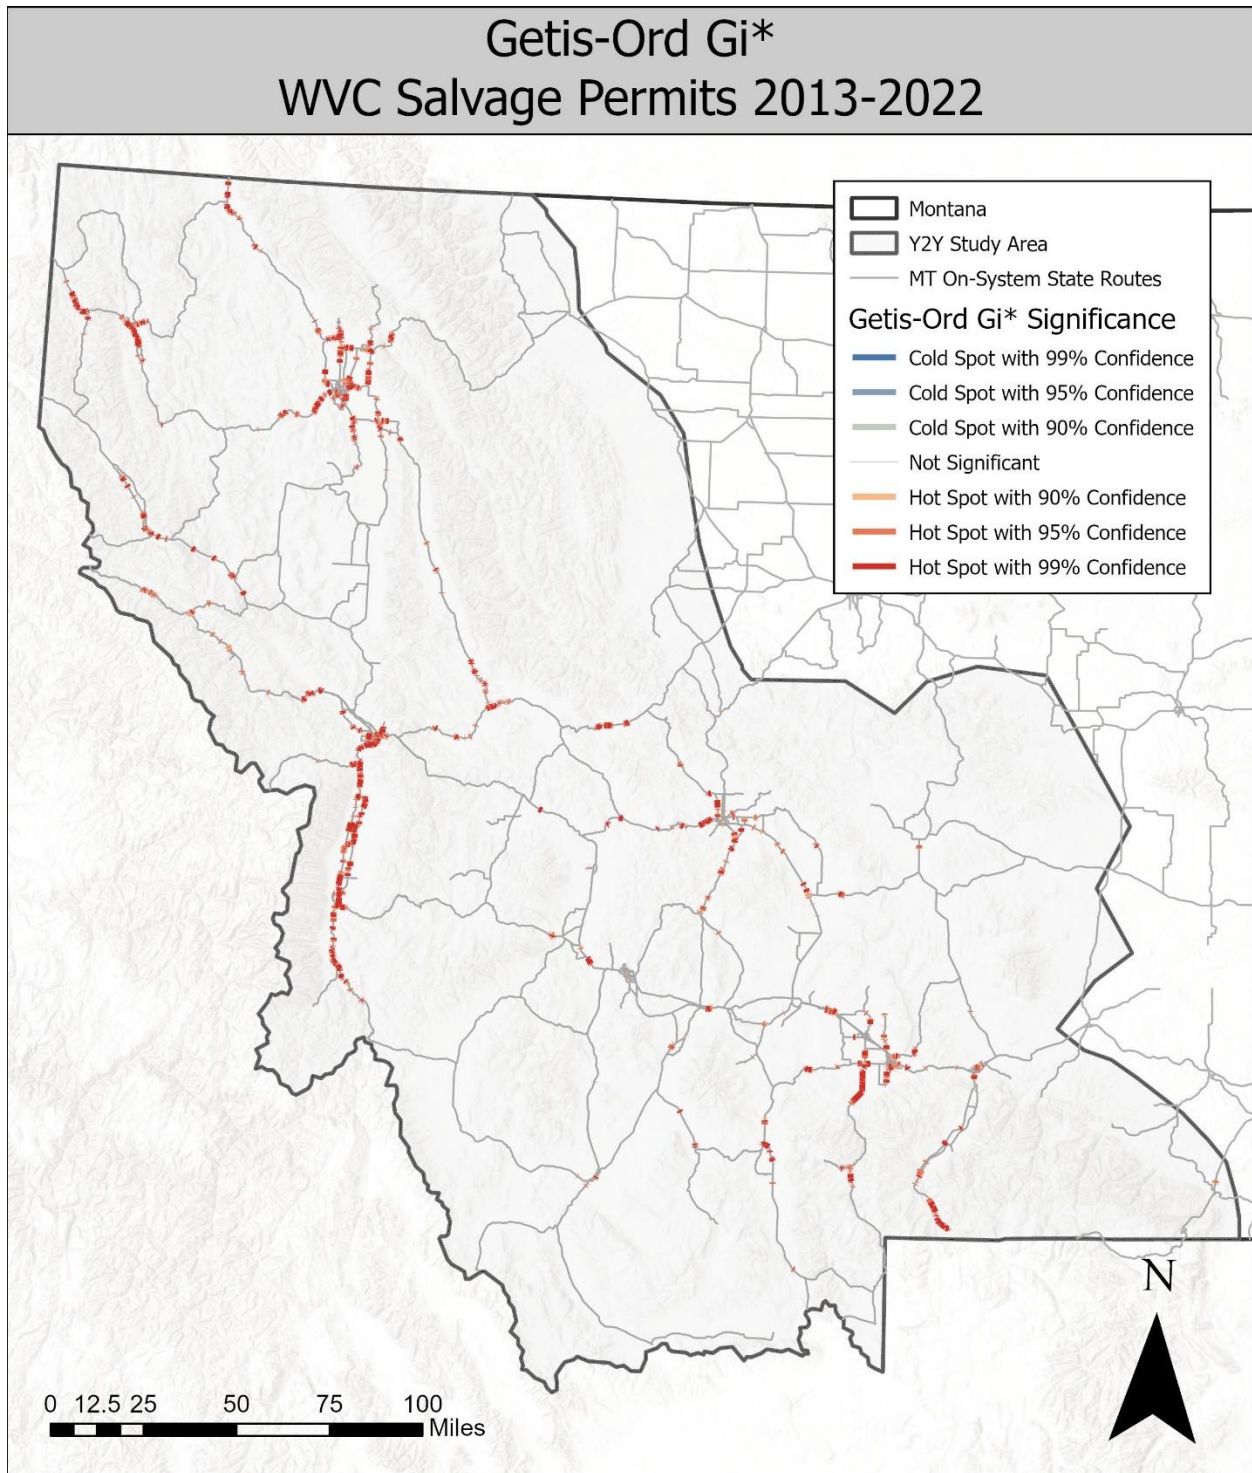 Getis-Ord Gi*
WVC Salvage Permits 2013-2022
Montana
Y2Y Study Area
MT On-System State Routes
Getis-Ord Gi* Significance
Cold Spot with 99% Confidence
Cold Spot with 95% Confidence
Cold Spot with 90% Confidence
Not Significant
Hot Spot with 90% Confidence
Hot Spot with 95% Confidence
Hot Spot with 99% Confidence
N
0 12.5 25 50 75 100
Miles